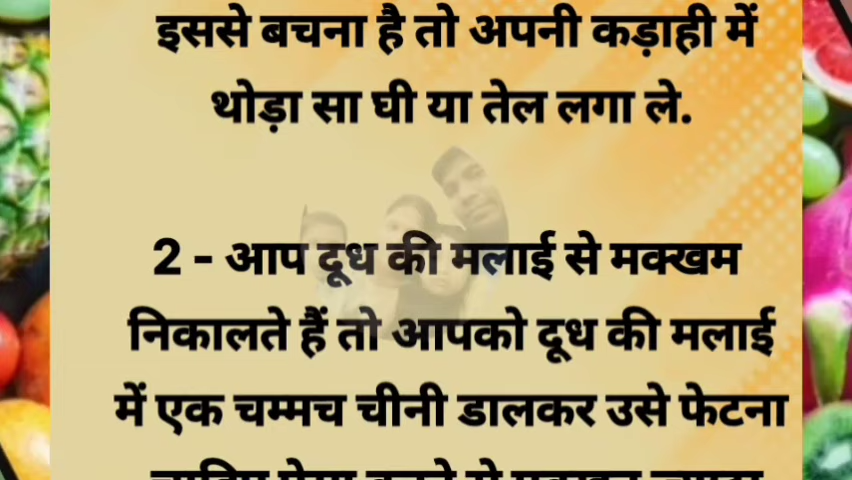 इससे बचना है तो अपनी कड़ाही में
थोड़ा सा घी या तेल लगा ले.
2 - आप दूध की मलाई से मक्खम
निकालते हैं तो आपको दूध की मलाई
में एक चम्मच चीनी डालकर उसे फेटना